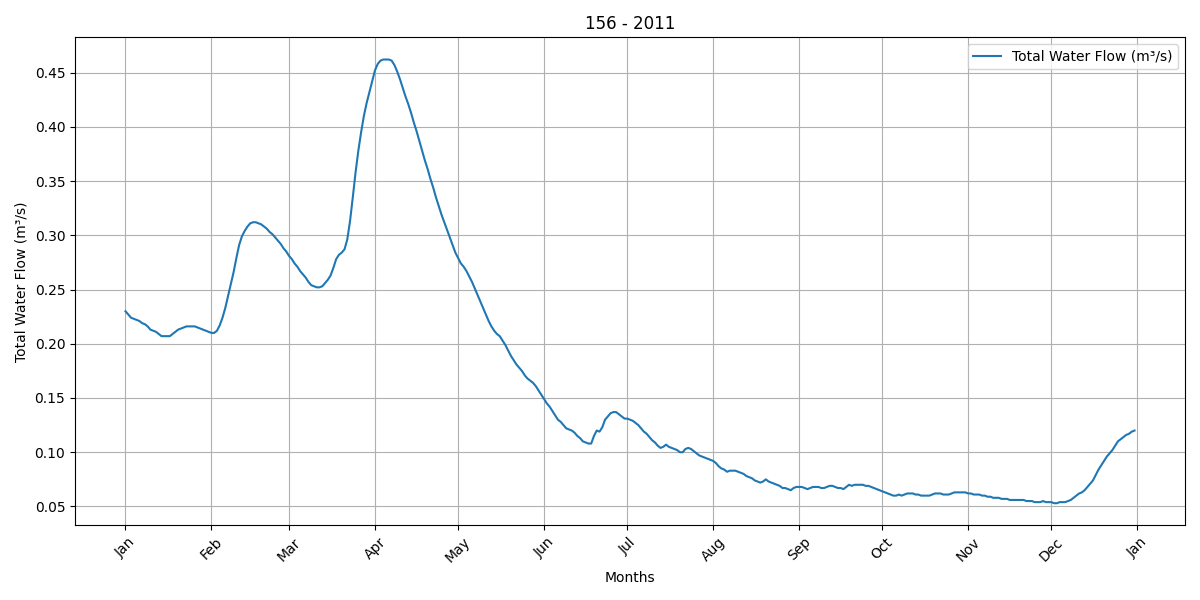 156 - 2011
Total Water Flow (m³/s)
Total Water Flow (m³/s)
0.45
0.40
0.35
0.30
0.25
0.20
0.15
0.10
0.05
Jan
Feb
Mar
Apr
May
Jun
Jul
Aug
Sep
Oct
Nov
Dec
Jan
Months